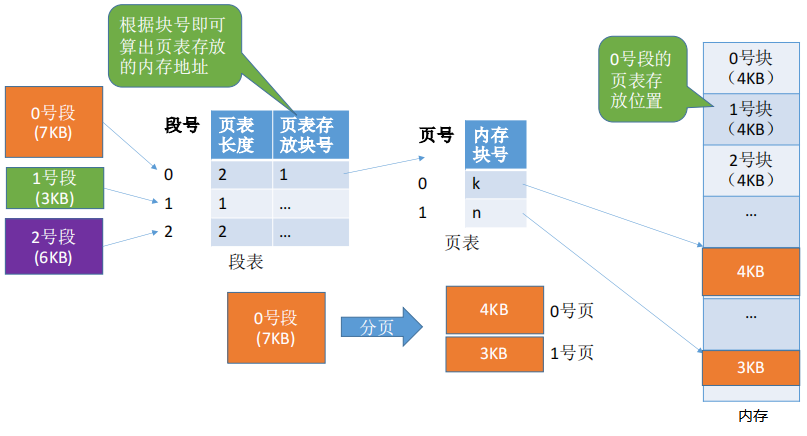 根据块号即可
算出页表存放
的内存地址
0号段
(7KB)
1号段
(3KB)
2号段
(6KB)
段号
页表
长度
页表存
放块号
0
2
1
1
1
...
2
2
...
段表
页号
内存
块号
0
k
1
n
页表
0号段
(7KB)
分页
4KB
0号页
3KB
1号页
0号段的
页表存
放位置
0号块
（4KB）
1号块
（4KB）
2号块
（4KB）
...
4KB
...
3KB
内存